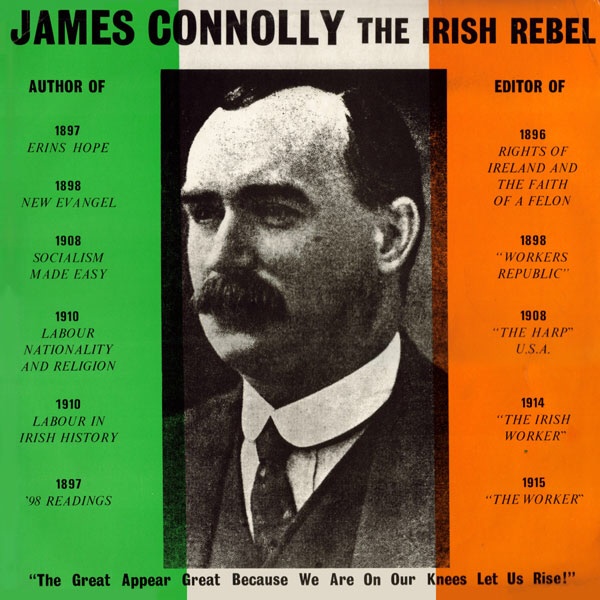 JAMES CONNOLLY THE IRISH REBEL
AUTHOR OF
1897
ERINS HOPE
1898
NEW EVANGEL
1908
SOCIALISM
MADE EASY
1910
LABOUR
NATIONALITY
AND RELIGION
1910
LABOUR IN
IRISH HISTORY
1897
'98 READINGS
EDITOR OF
1896
RIGHTS OF
IRELAND AND
THE FAITH
OF A FELON
1898
"WORKERS
REPUBLIC"
1908
"THE HARP"
U.S.A.
1914
"THE IRISH
WORKER"
1915
"THE WORKER"
"The Great Appear Great Because We Are On Our Knees Let Us Rise!"